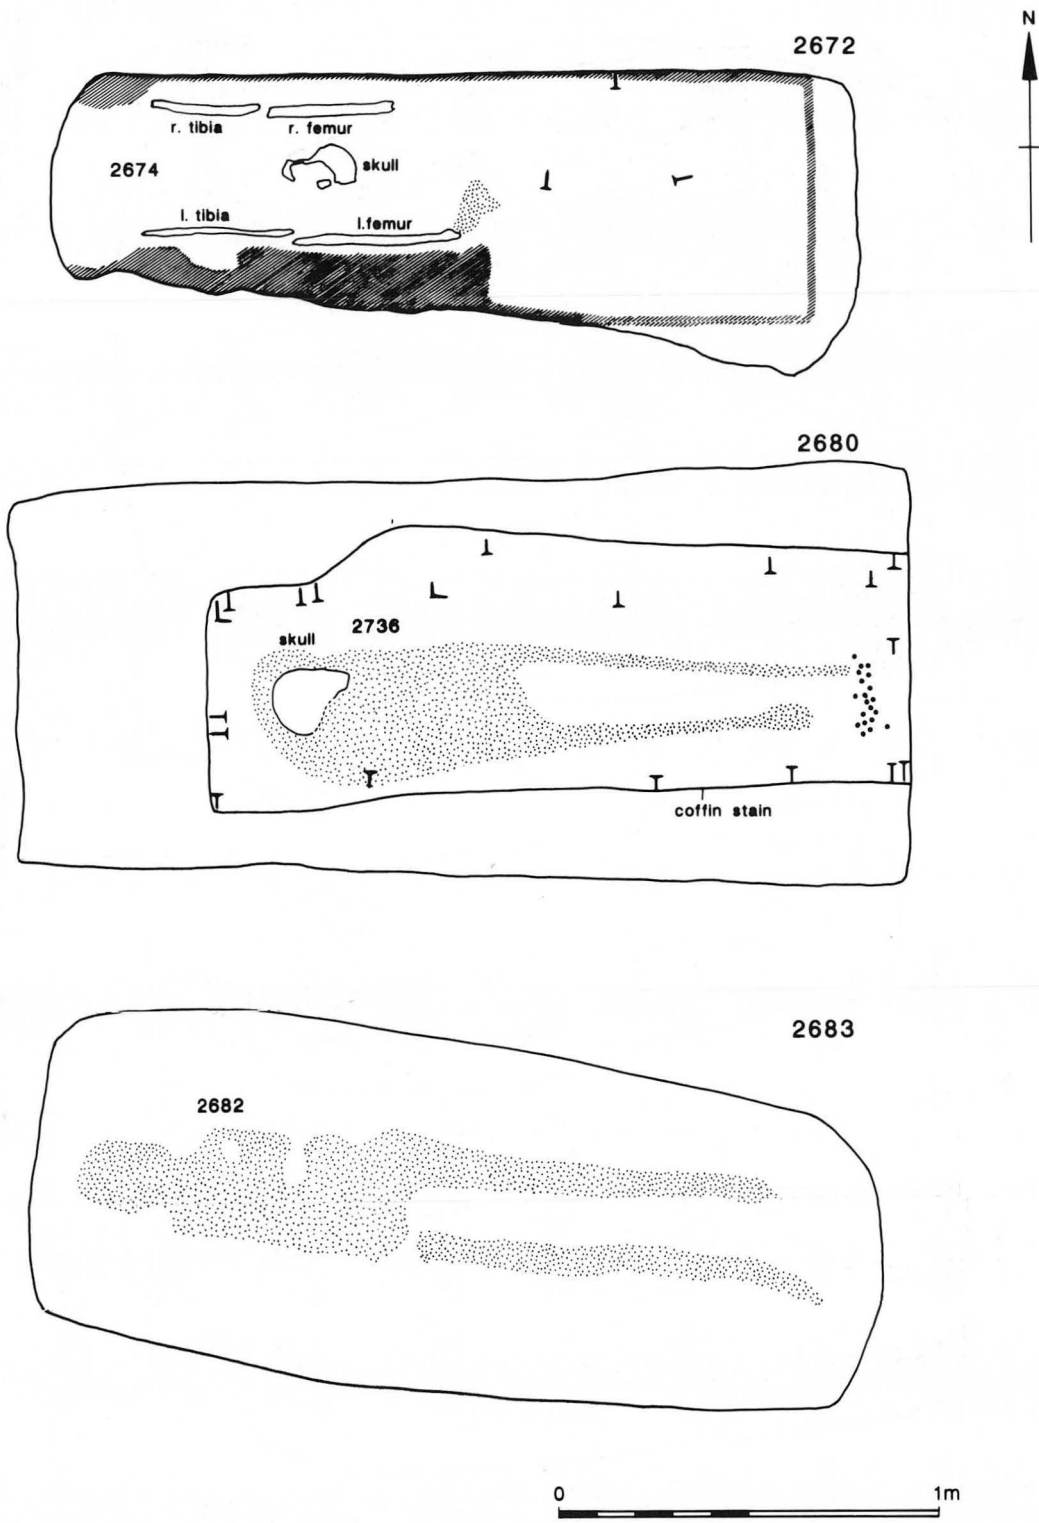 N
2672
r. tibia
r. femur
2674
skull
l. tibia
l.femur
2680
skull
2736
coffin stain
2683
2682
0
1m